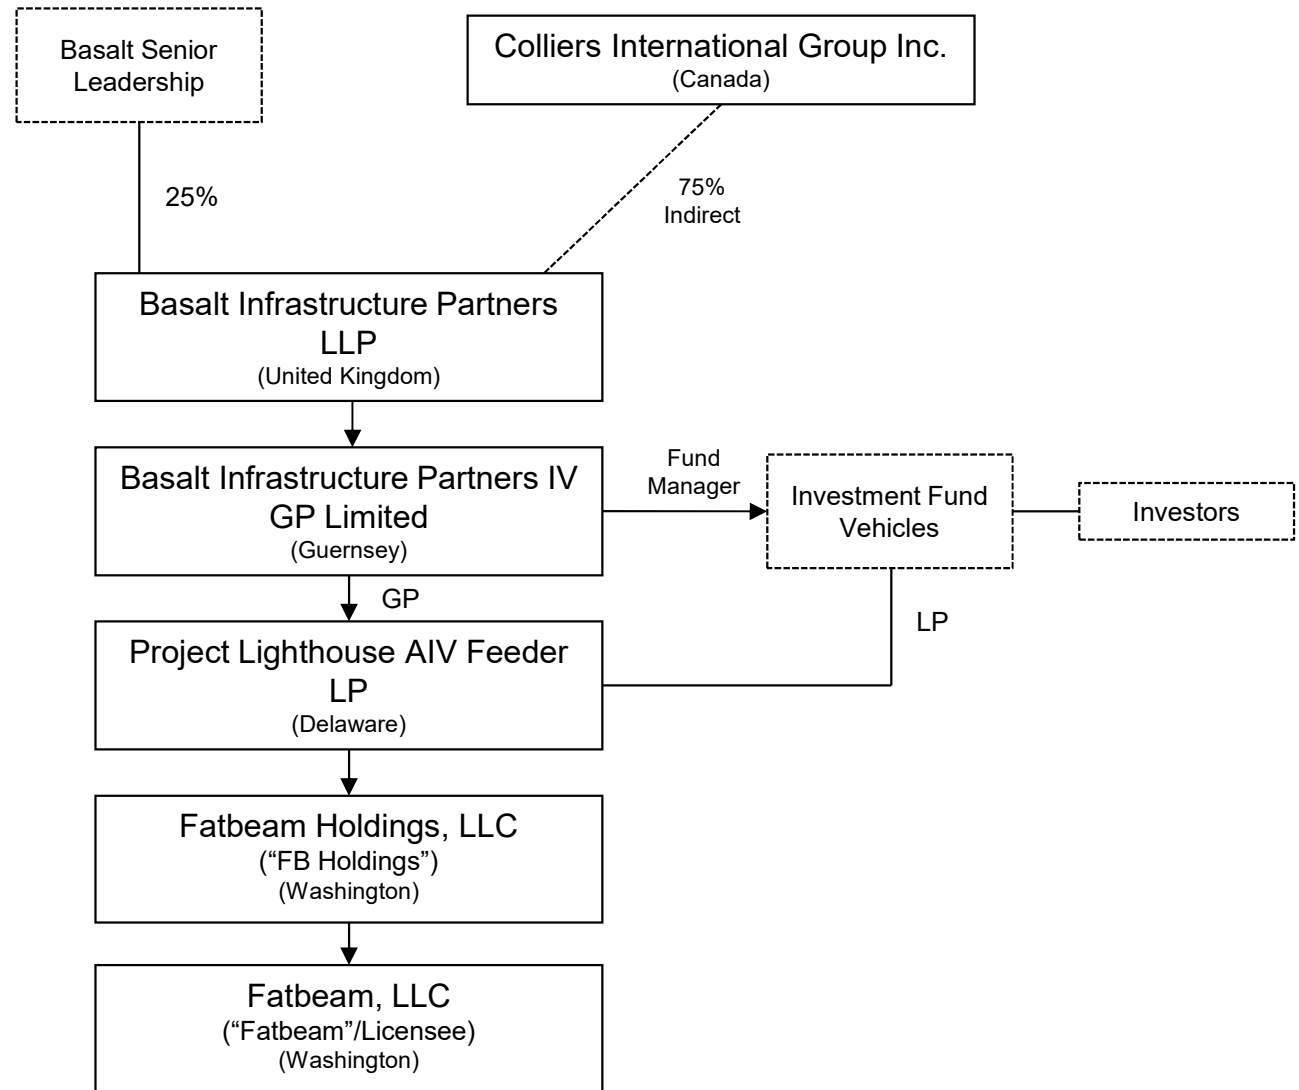 Basalt Senior
Leadership
Colliers International Group Inc.
(Canada)
25%
75%
Indirect
Basalt Infrastructure Partners
LLP
(United Kingdom)
Basalt Infrastructure Partners IV
GP Limited
(Guernsey)
Fund
Manager
Investment Fund
Vehicles
Investors
GP
LP
Project Lighthouse AIV Feeder
LP
(Delaware)
Fatbeam Holdings, LLC
(“FB Holdings”)
(Washington)
Fatbeam, LLC
(“Fatbeam”/Licensee)
(Washington)